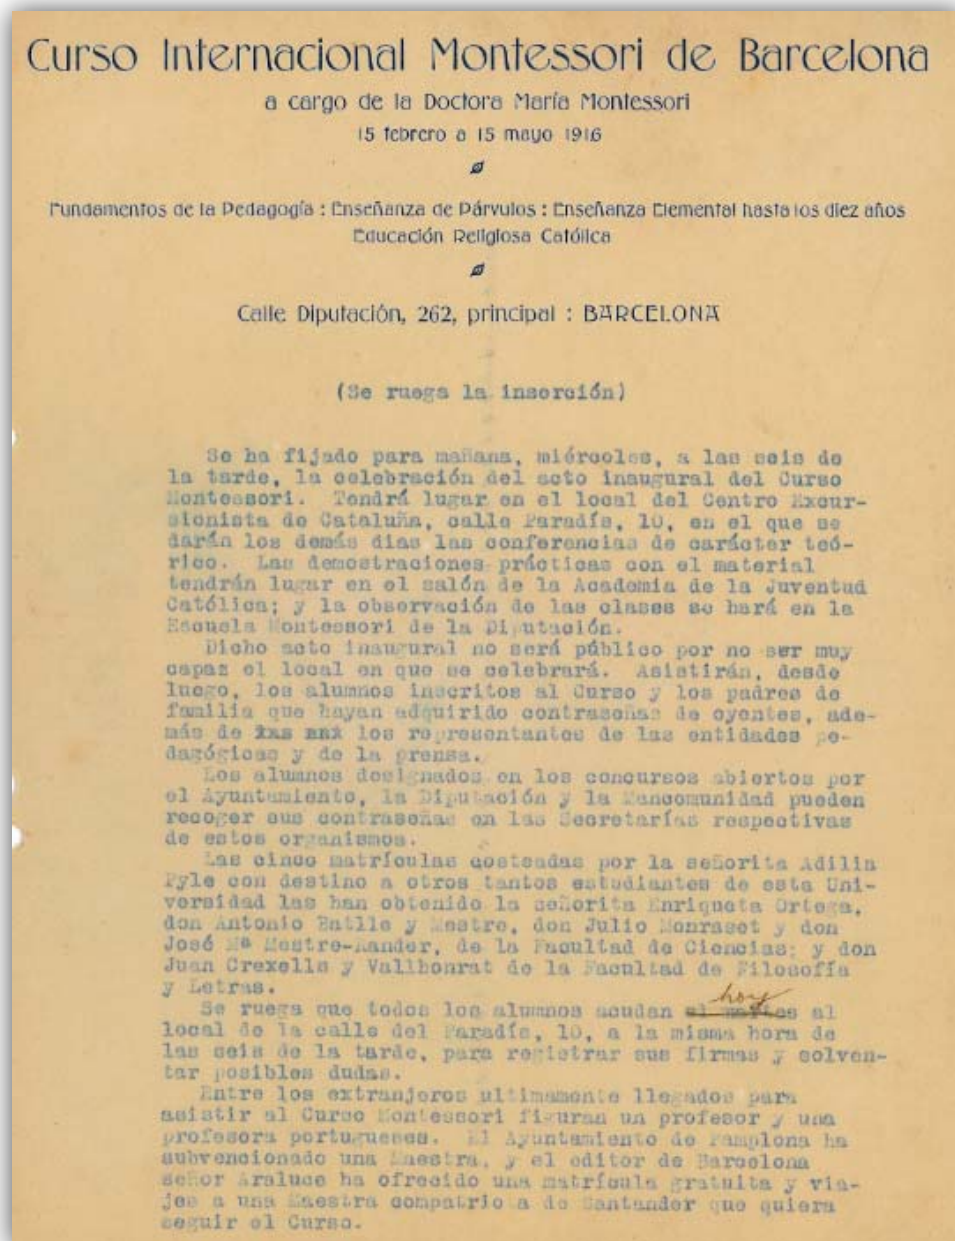 Curso Internacional Montessori de Barcelona
a cargo de la Doctora María Montessori
15 febrero a 15 mayo 1916
Fundamentos de la Pedagogía : Enseñanza de Párvulos : Enseñanza Elemental hasta los diez años
Educación Religiosa Católica
Calle Diputación, 262, principal : BARCELONA
(Se ruega la inserción)
Se ha fijado para mañana, miércoles, a las seis de
la tarde, la celebración del acto inaugural del Curso
Montessori. Tendrá lugar en el local del Centro Excur-
sionista de Cataluña, calle Paradís, 10, en el que se
darán los demás dias las conferencias de carácter teó-
rico. Las demostraciones prácticas con el material
tendrán lugar en el salón de la Academia de la Juventud
Católica; y la observación de las clases se hará en la
Escuela Montessori de la Diputación.
Dicho acto inaugural no será público por no ser muy
capaz el local en que se celebrará. Asistirán, desde
luego, los alumnos inscritos al Curso y los padres de
familia que hayan adquirido contraseñas de oyentes, ade-
más de los representantes de las entidades pe-
dagógicas y de la prensa.
Los alumnos designados en los concursos abiertos por
el Ayuntamiento, la Diputación y la Mancomunidad pueden
recoger sus contraseñas en las Secretarías respectivas
de estos organismos.
Las cinco matrículas costeadas por la señorita Adilia
Pyle con destino a otros tantos estudiantes de esta Uni-
versidad las han obtenido la señorita Enriqueta Ortega,
don Antonio Batlle y Mestre, don Julio Monraset y don
José Mª Mestre-Lander, de la Facultad de Ciencias; y don
Juan Crexells y Vallhonrat de la Facultad de Filosofía
y Letras.
hoy
Se ruega que todos los alumnos acudan el martes al
local de la calle del Paradís, 10, a la misma hora de
las seis de la tarde, para registrar sus firmas y solven-
tar posibles dudas.
Entre los extranjeros ultimamente llegados para
asistir al Curso Montessori figuran un profesor y una
profesora portugueses. El Ayuntamiento de Pamplona ha
subvencionado una Maestra, y el editor de Barcelona
señor Araluce ha ofrecido una matrícula gratuita y via-
jes a una Maestra compatrio a de Santander que quiera
seguir el Curso.